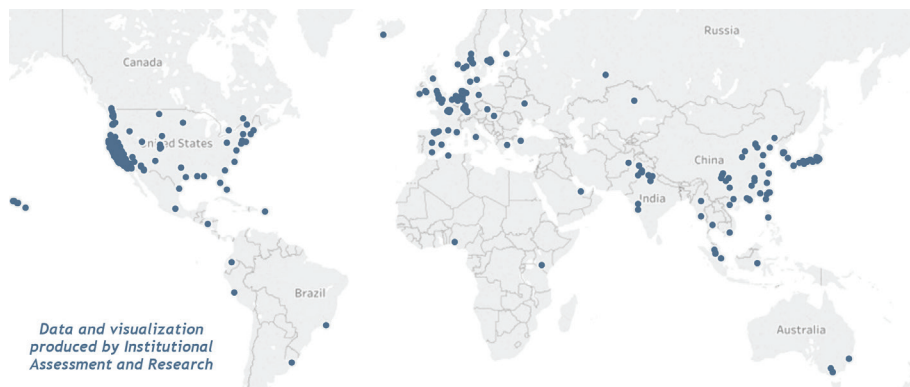 Russia
Canada
United States
China
India
Brazil
Australia
Data and visualization
produced by Institutional
Assessment and Research